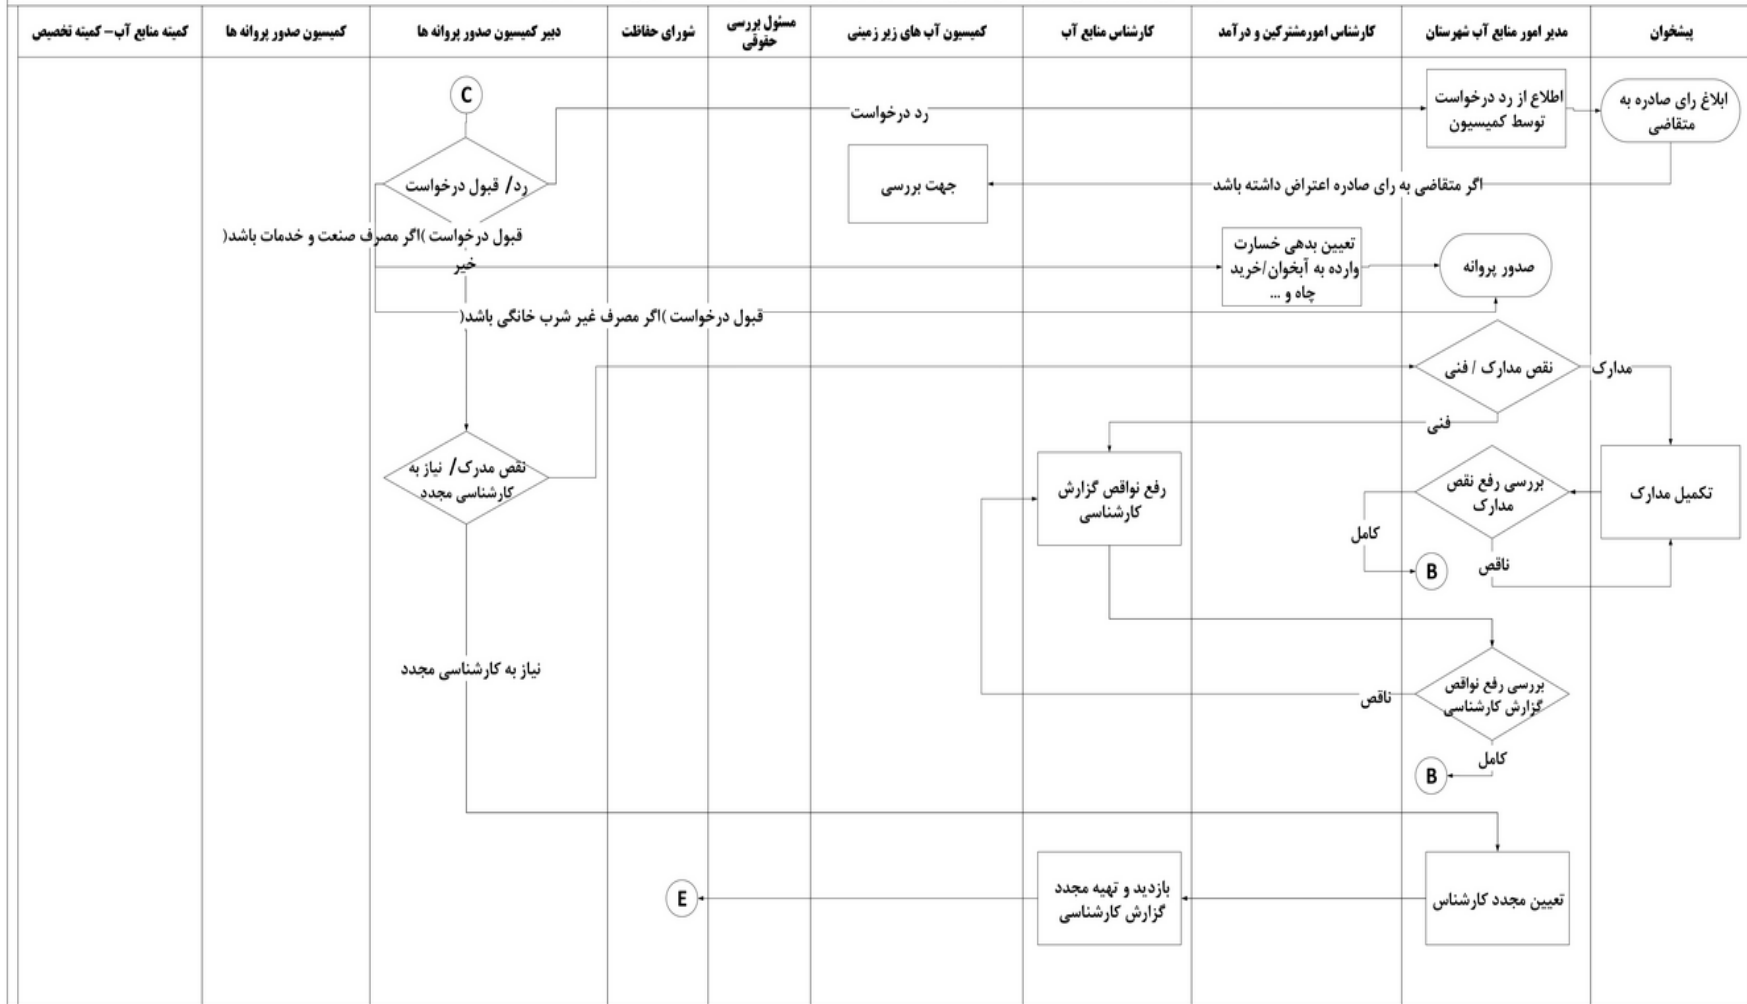 پیشخوان
مدیر امور منابع آب شهرستان
کارشناس امورمشترکین و درآمد
کارشناس منابع آب
کمیسیون آب های زیر زمینی
مسئول بررسی
حقوقی
شورای حفاظت
دبیر کمیسیون صدور پروانه ها
کمیسیون صدور پروانه ها
کمیته منابع آب- کمیته تخصیص
C
رد/ قبول درخواست
رد درخواست
اطلاع از رد درخواست
توسط کمیسیون
ابلاغ رای صادره به
متقاضی
اگر متقاضی به رای صادره اعتراض داشته باشد
جهت بررسی
قبول درخواست )اگر مصرف صنعت و خدمات باشد(
خیر
تعیین بدهی خسارت
وارده به آبخوان/خرید
چاه و ...
صدور پروانه
قبول درخواست )اگر مصرف غیر شرب خانگی باشد(
نقص مدارک / فنی
مدارک
فنی
نقص مدرک/ نیاز به
کارشناسی مجدد
رفع نواقص گزارش
کارشناسی
بررسی رفع نقص
مدارک
تکمیل مدارک
کامل
ناقص
B
نیاز به کارشناسی مجدد
بررسی رفع نواقص
گزارش کارشناسی
ناقص
کامل
B
تعیین مجدد کارشناس
بازدید و تهیه مجدد
گزارش کارشناسی
E